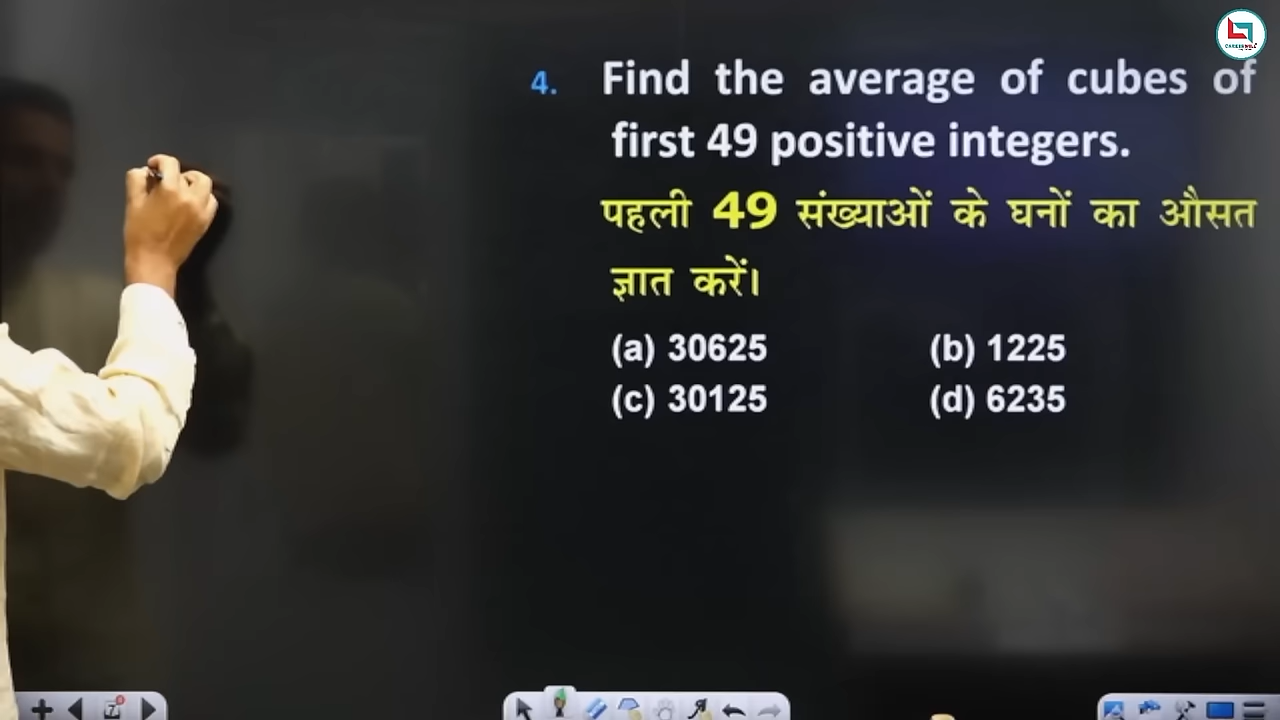 CAREERWILL
4. Find the average of cubes of
first 49 positive integers.
पहली 49 संख्याओं के घनों का औसत
ज्ञात करें।
(a) 30625 (b) 1225
(c) 30125 (d) 6235